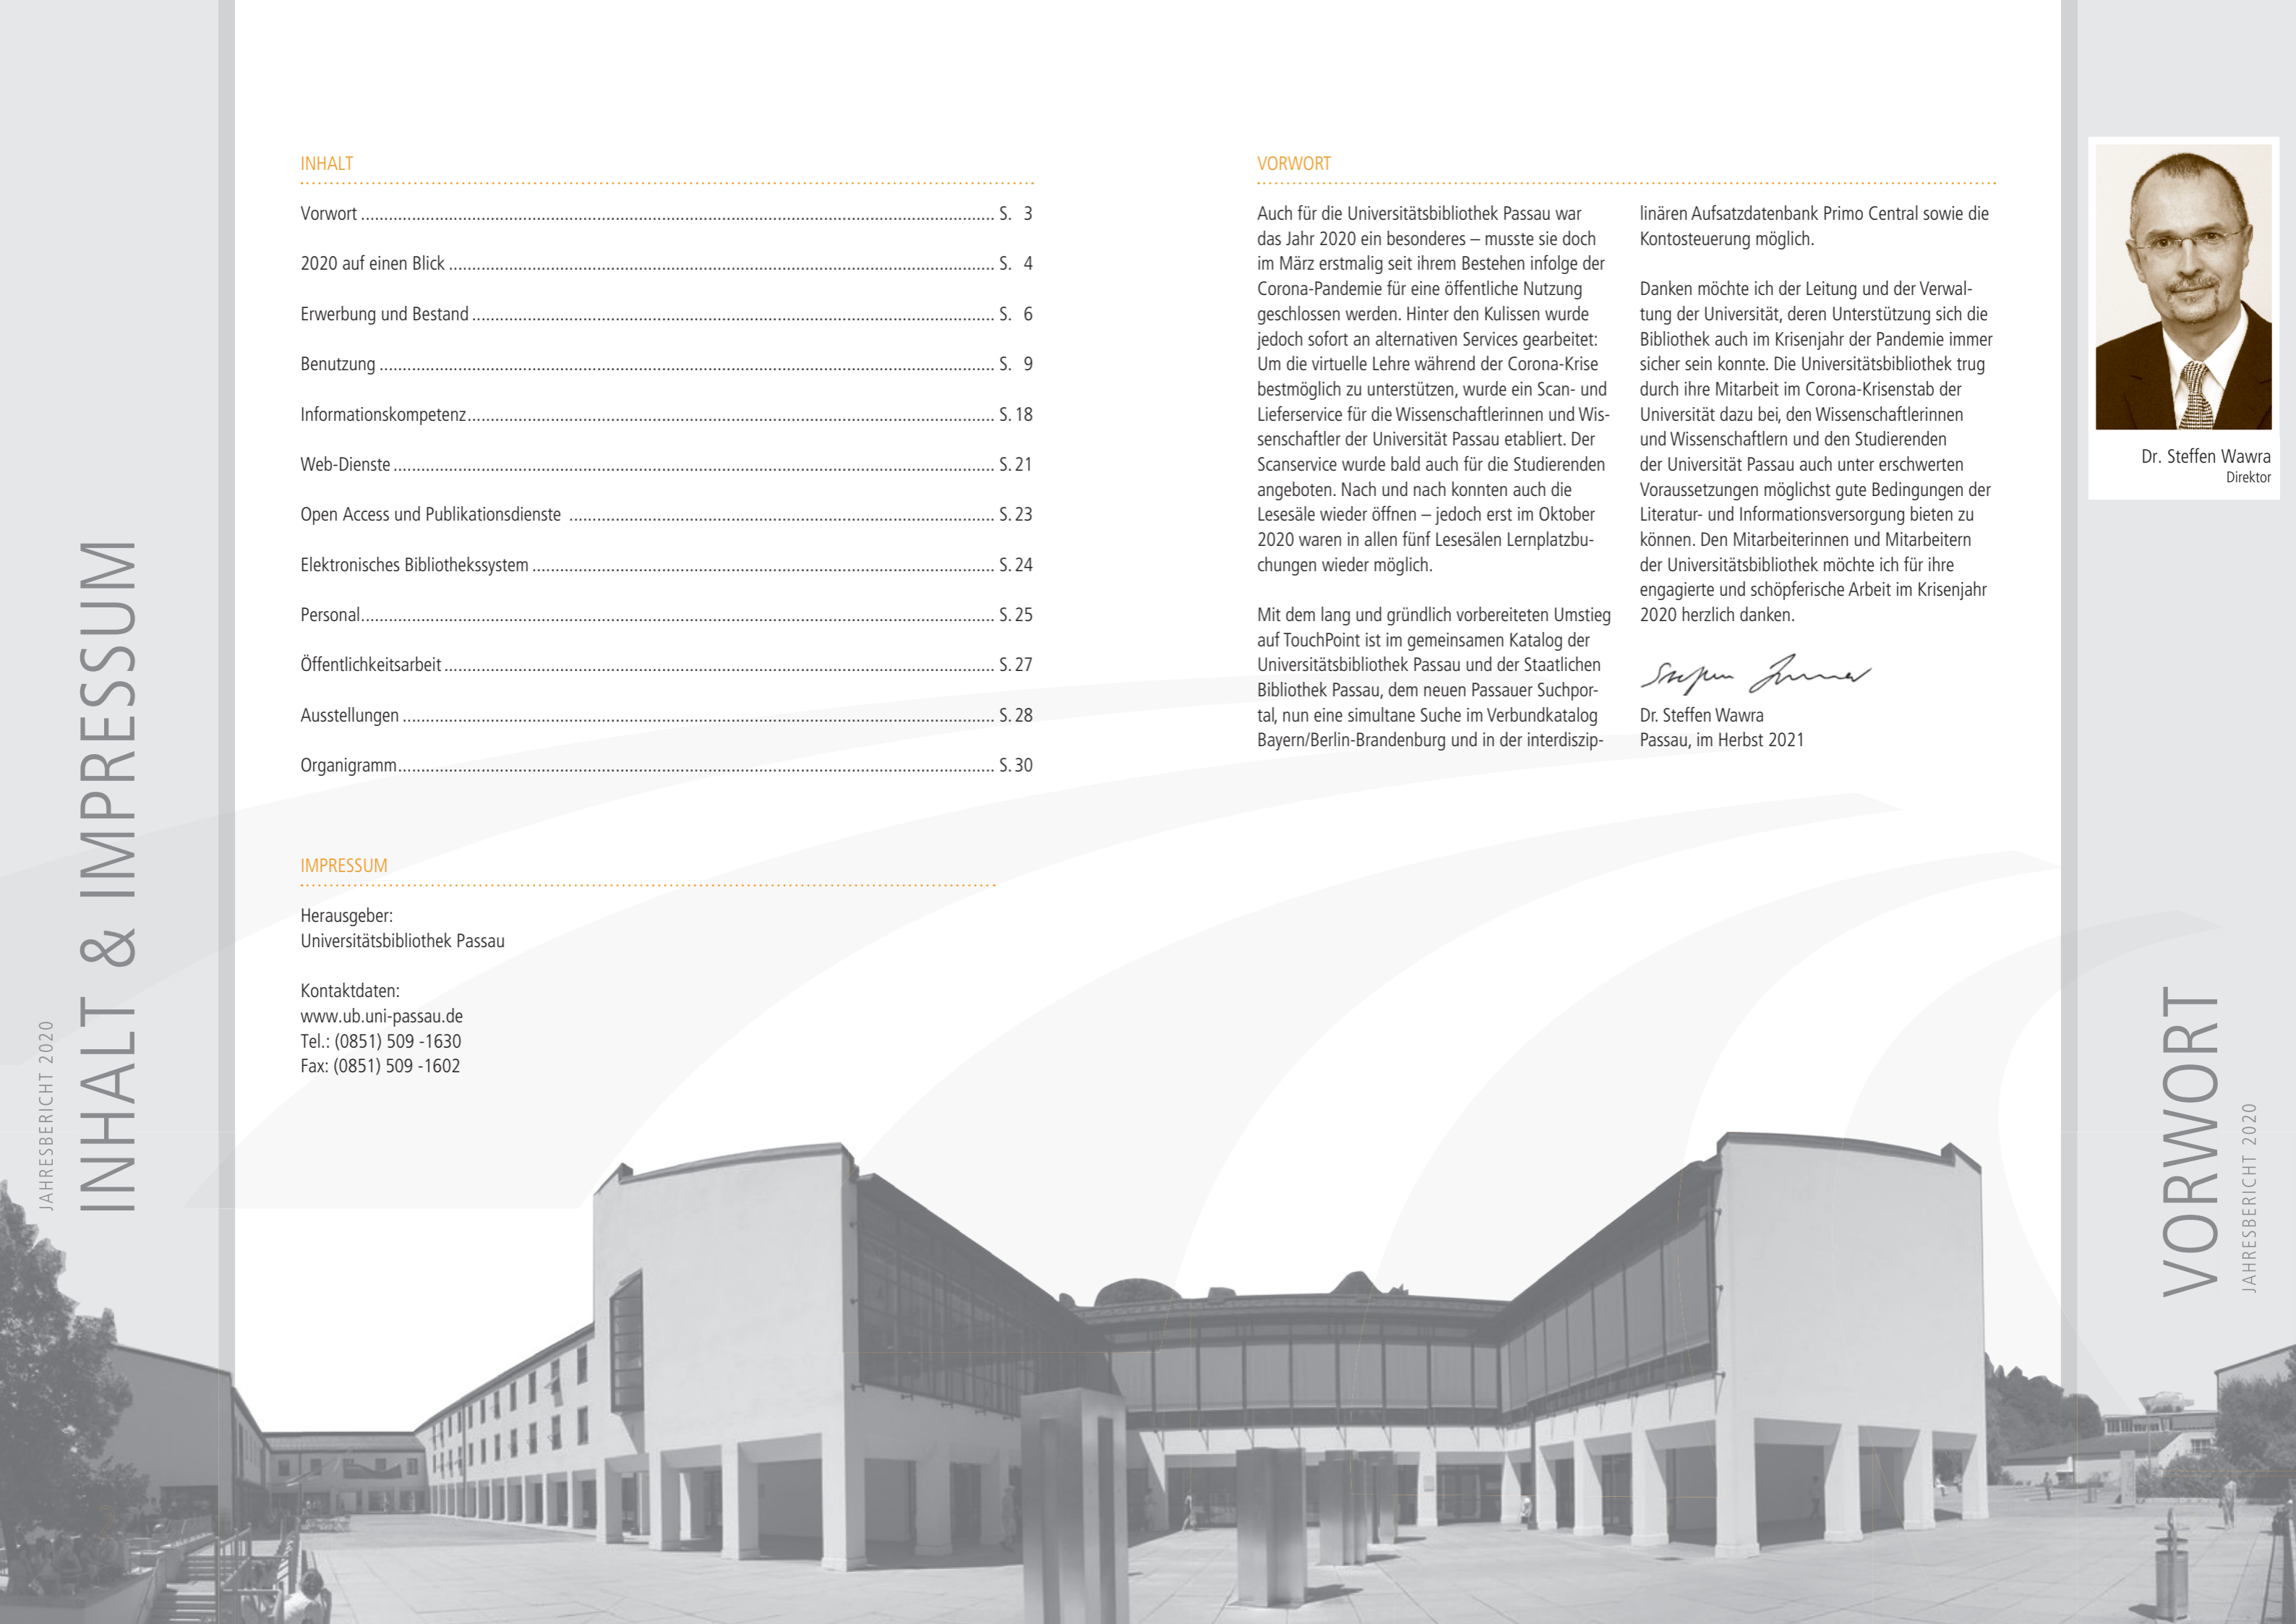 JAHRESBERICHT 2020
INHALT & IMPRESSUM
INHALT
Vorwort ........ S. 3
2020 auf einen Blick ........ S. 4
Erwerbung und Bestand ........ S. 6
Benutzung ........ S. 9
Informationskompetenz ........ S. 18
Web-Dienste ........ S. 21
Open Access und Publikationsdienste ........ S. 23
Elektronisches Bibliothekssystem ........ S. 24
Personal ........ S. 25
Öffentlichkeitsarbeit ........ S. 27
Ausstellungen ........ S. 28
Organigramm ........ S. 30
IMPRESSUM
Herausgeber:
Universitätsbibliothek Passau
Kontaktdaten:
www.ub.uni-passau.de
Tel.: (0851) 509 -1630
Fax: (0851) 509 -1602
VORWORT
Auch für die Universitätsbibliothek Passau war
das Jahr 2020 ein besonderes – musste sie doch
im März erstmalig seit ihrem Bestehen infolge der
Corona-Pandemie für eine öffentliche Nutzung
geschlossen werden. Hinter den Kulissen wurde
jedoch sofort an alternativen Services gearbeitet:
Um die virtuelle Lehre während der Corona-Krise
bestmöglich zu unterstützen, wurde ein Scan- und
Lieferservice für die Wissenschaftlerinnen und Wis-
senschaftler der Universität Passau etabliert. Der
Scanservice wurde bald auch für die Studierenden
angeboten. Nach und nach konnten auch die
Lesesäle wieder öffnen – jedoch erst im Oktober
2020 waren in allen fünf Lesesälen Lernplatzbu-
chungen wieder möglich.
Mit dem lang und gründlich vorbereiteten Umstieg
auf TouchPoint ist im gemeinsamen Katalog der
Universitätsbibliothek Passau und der Staatlichen
Bibliothek Passau, dem neuen Passauer Suchpor-
tal, nun eine simultane Suche im Verbundkatalog
Bayern/Berlin-Brandenburg und in der interdiszip-
linären Aufsatzdatenbank Primo Central sowie die
Kontosteuerung möglich.
Danken möchte ich der Leitung und der Verwal-
tung der Universität, deren Unterstützung sich die
Bibliothek auch im Krisenjahr der Pandemie immer
sicher sein konnte. Die Universitätsbibliothek trug
durch ihre Mitarbeit im Corona-Krisenstab der
Universität dazu bei, den Wissenschaftlerinnen
und Wissenschaftlern und den Studierenden
der Universität Passau auch unter erschwerten
Voraussetzungen möglichst gute Bedingungen der
Literatur- und Informationsversorgung bieten zu
können. Den Mitarbeiterinnen und Mitarbeitern
der Universitätsbibliothek möchte ich für ihre
engagierte und schöpferische Arbeit im Krisenjahr
2020 herzlich danken.
Dr. Steffen Wawra
Passau, im Herbst 2021
Dr. Steffen Wawra
Direktor
VORWORT
JAHRESBERICHT 2020